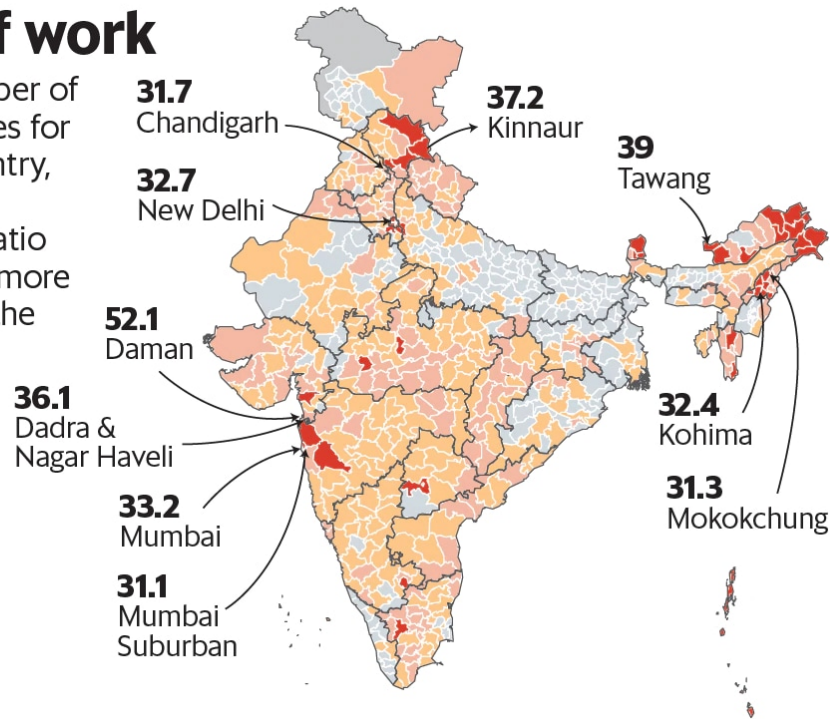 f work
ber of
es for
ntry,
atio
more
he
31.7
Chandigarh
32.7
New Delhi
37.2
Kinnaur
39
Tawang
52.1
Daman
36.1
Dadra &
Nagar Haveli
33.2
Mumbai
31.1
Mumbai
Suburban
32.4
Kohima
31.3
Mokokchung